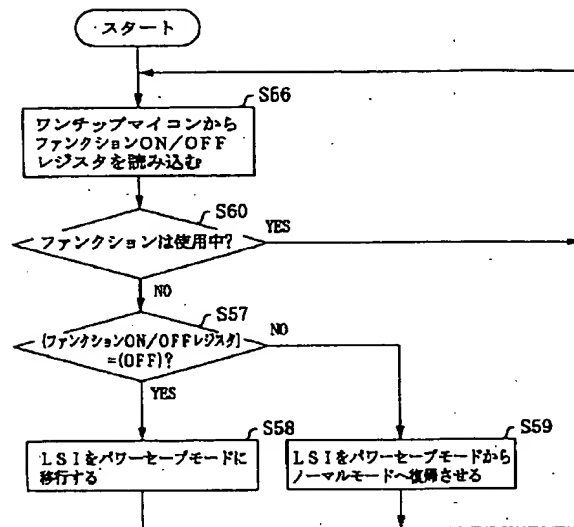 スタート
S56
ワンチップマイコンから
ファンクションON/OFF
レジスタを読み込む
S60
ファンクションは使用中?
YES
NO
S57
(ファンクションON/OFFレジスタ)
=(OFF)?
NO
YES
S58
LSIをパワーセーブモードに
移行する
S59
LSIをパワーセーブモードから
ノーマルモードへ復帰させる